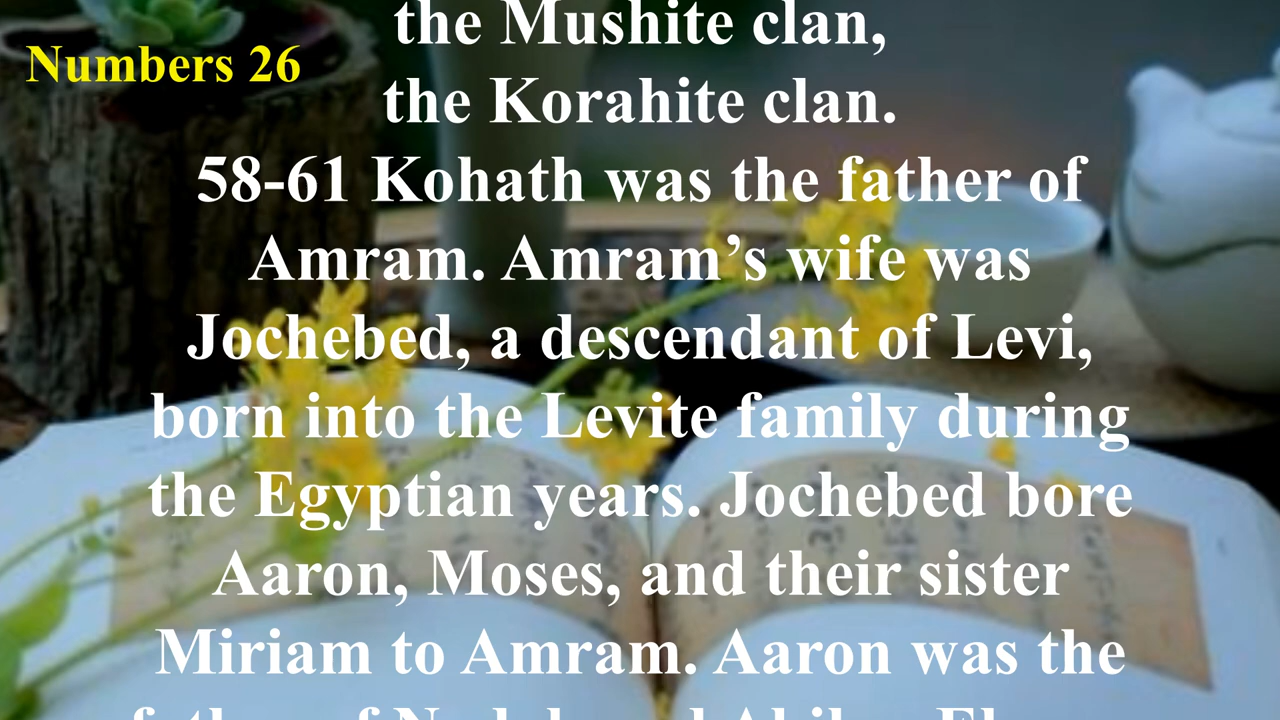 the Mushite clan,
Numbers 26
the Korahite clan.
58-61 Kohath was the father of
Amram. Amram’s wife was
Jochebed, a descendant of Levi,
born into the Levite family during
the Egyptian years. Jochebed bore
Aaron, Moses, and their sister
Miriam to Amram. Aaron was the